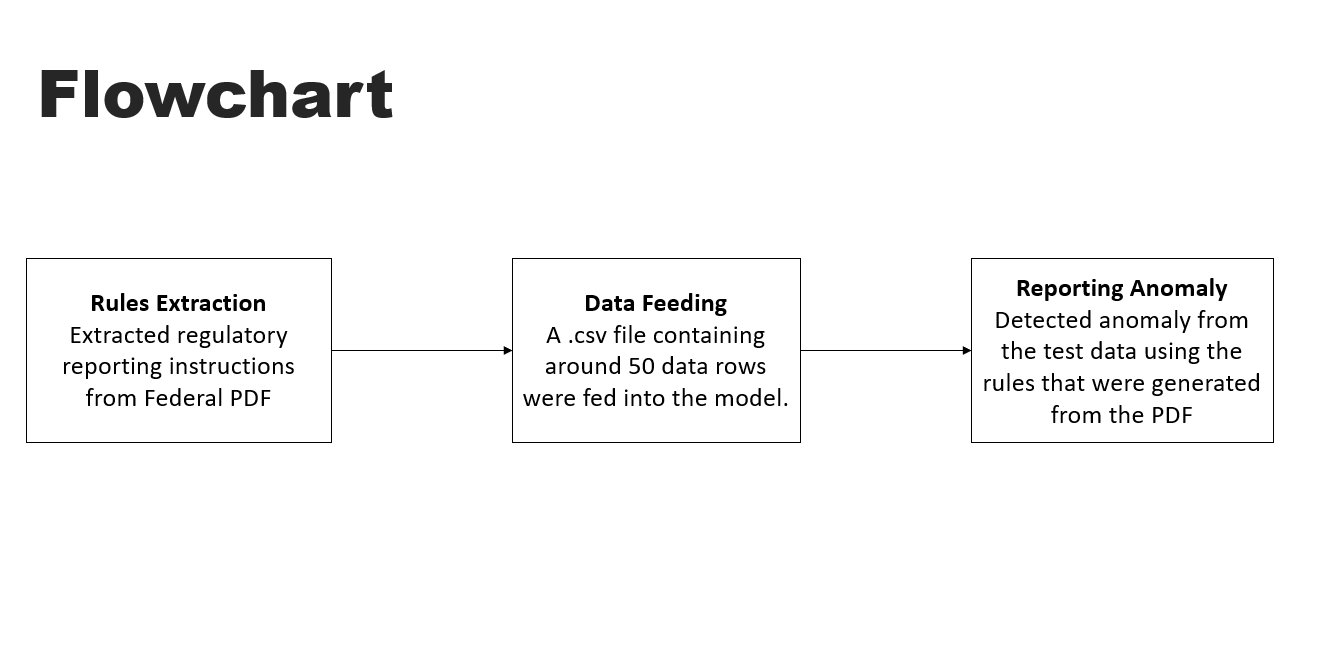 Flowchart
Rules Extraction
Extracted regulatory
reporting instructions
from Federal PDF
Data Feeding
A .csv file containing
around 50 data rows
were fed into the model.
Reporting Anomaly
Detected anomaly from
the test data using the
rules that were generated
from the PDF